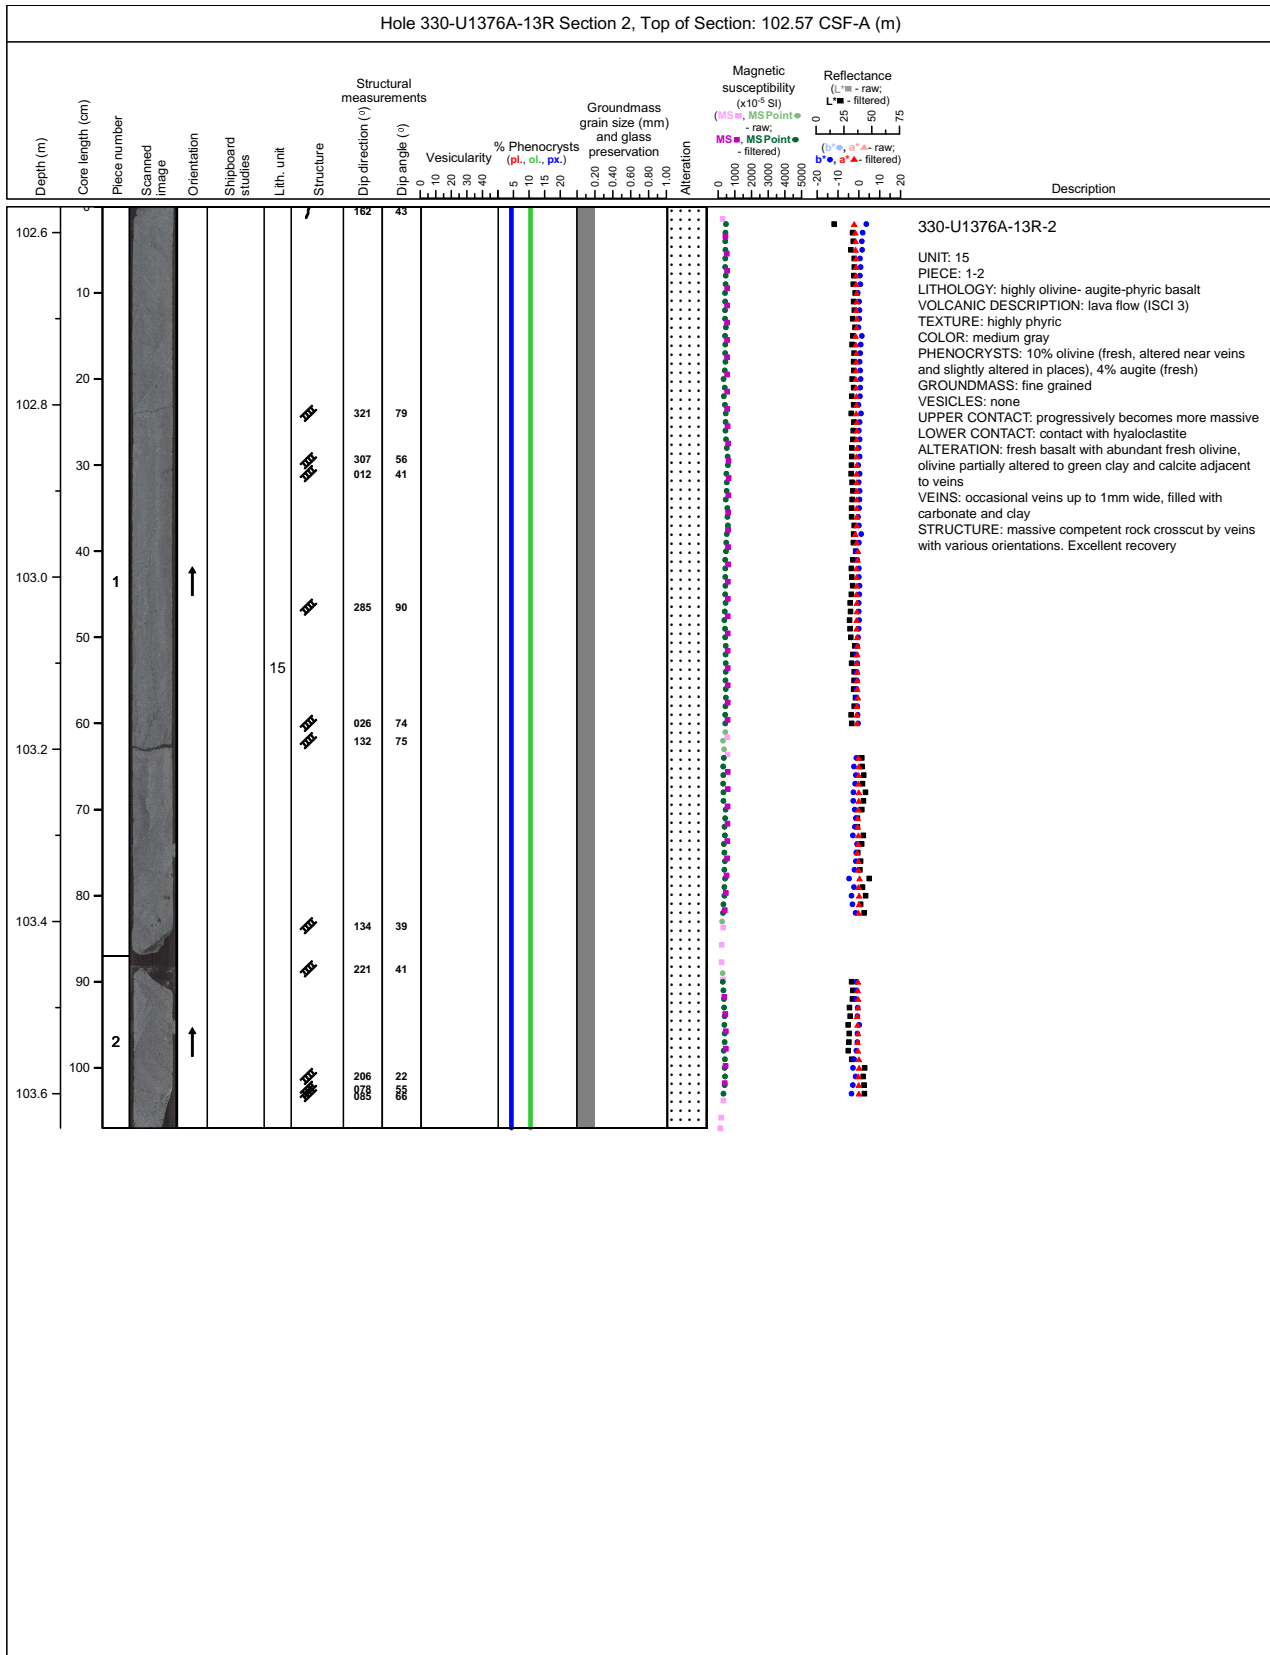 Hole 330-U1376A-13R Section 2, Top of Section: 102.57 CSF-A (m)
Depth (m)
Core length (cm)
Piece number
Scanned image
Orientation
Shipboard studies
Lith. unit
Structure
Structural measurements
Dip direction (°)
Dip angle (°)
Vesicularity
0 10 20 30 40
% Phenocrysts
(pl., ol., px.)
5 10 15 20
Groundmass
grain size (mm)
and glass
preservation
0.20 0.40 0.60 0.80 1.00
Alteration
Magnetic
susceptibility
(x10-5 SI)
(MS■, MSPoint●
- raw;
MS■, MSPoint●
- filtered)
0 1000 2000 3000 4000 5000
Reflectance
(L*■ - raw;
L*■ - filtered)
0 25 50 75
(b*●, a*▲- raw;
b*●, a*▲- filtered)
-20 -10 0 10 20
Description
102.6
102.8
103.0
103.2
103.4
103.6
0
10
20
30
40
50
60
70
80
90
100
1
2
15
162 43
321 79
307 56
012 41
285 90
026 74
132 75
134 39
221 41
206 22
078 55
085 66
330-U1376A-13R-2
UNIT: 15
PIECE: 1-2
LITHOLOGY: highly olivine- augite-phyric basalt
VOLCANIC DESCRIPTION: lava flow (ISCI 3)
TEXTURE: highly phyric
COLOR: medium gray
PHENOCRYSTS: 10% olivine (fresh, altered near veins
and slightly altered in places), 4% augite (fresh)
GROUNDMASS: fine grained
VESICLES: none
UPPER CONTACT: progressively becomes more massive
LOWER CONTACT: contact with hyaloclastite
ALTERATION: fresh basalt with abundant fresh olivine,
olivine partially altered to green clay and calcite adjacent
to veins
VEINS: occasional veins up to 1mm wide, filled with
carbonate and clay
STRUCTURE: massive competent rock crosscut by veins
with various orientations. Excellent recovery